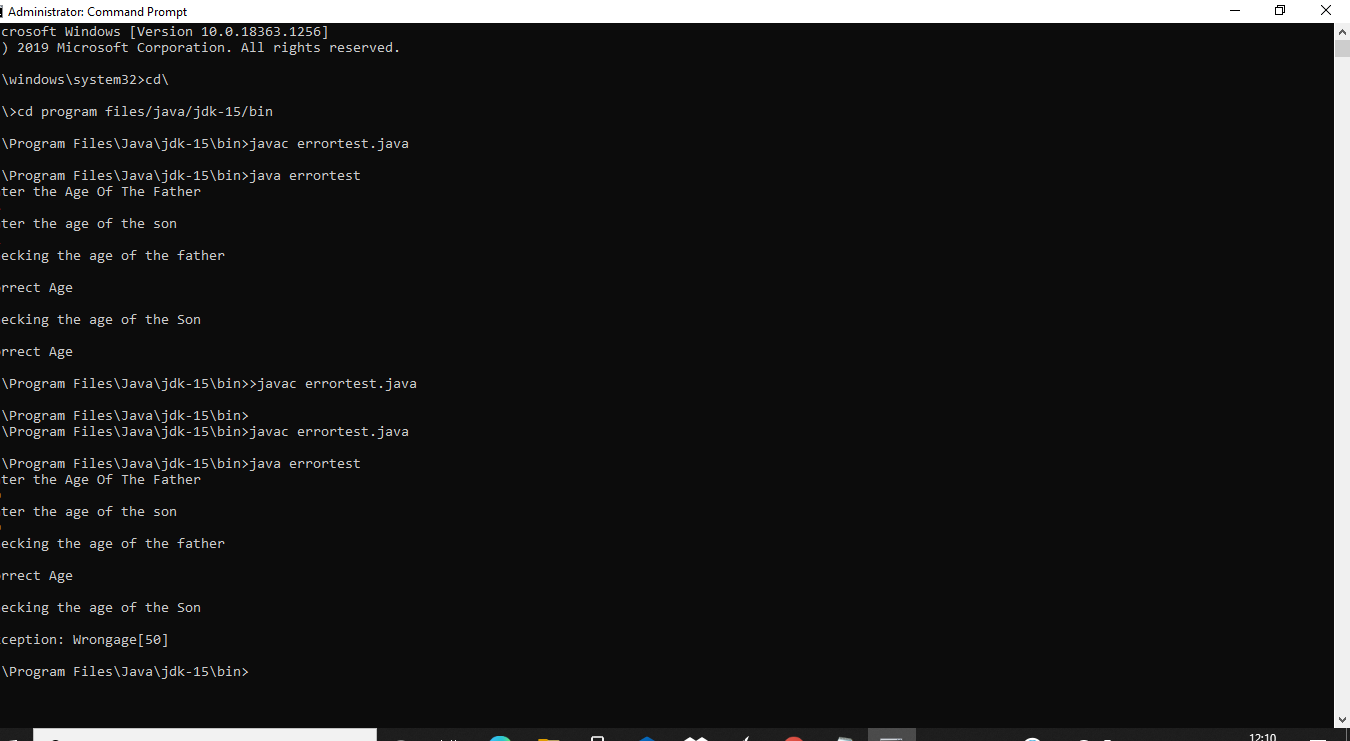 Administrator: Command Prompt
crosoft Windows [Version 10.0.18363.1256]
) 2019 Microsoft Corporation. All rights reserved.
\windows\system32>cd\
\>cd program files/java/jdk-15/bin
\Program Files\Java\jdk-15\bin>javac errortest.java
\Program Files\Java\jdk-15\bin>java errortest
ter the Age Of The Father
ter the age of the son
ecking the age of the father
rrect Age
ecking the age of the Son
rrect Age
\Program Files\Java\jdk-15\bin>>javac errortest.java
\Program Files\Java\jdk-15\bin>
\Program Files\Java\jdk-15\bin>javac errortest.java
\Program Files\Java\jdk-15\bin>java errortest
ter the Age Of The Father
ter the age of the son
ecking the age of the father
rrect Age
ecking the age of the Son
ception: Wrongage[50]
\Program Files\Java\jdk-15\bin>
12:10